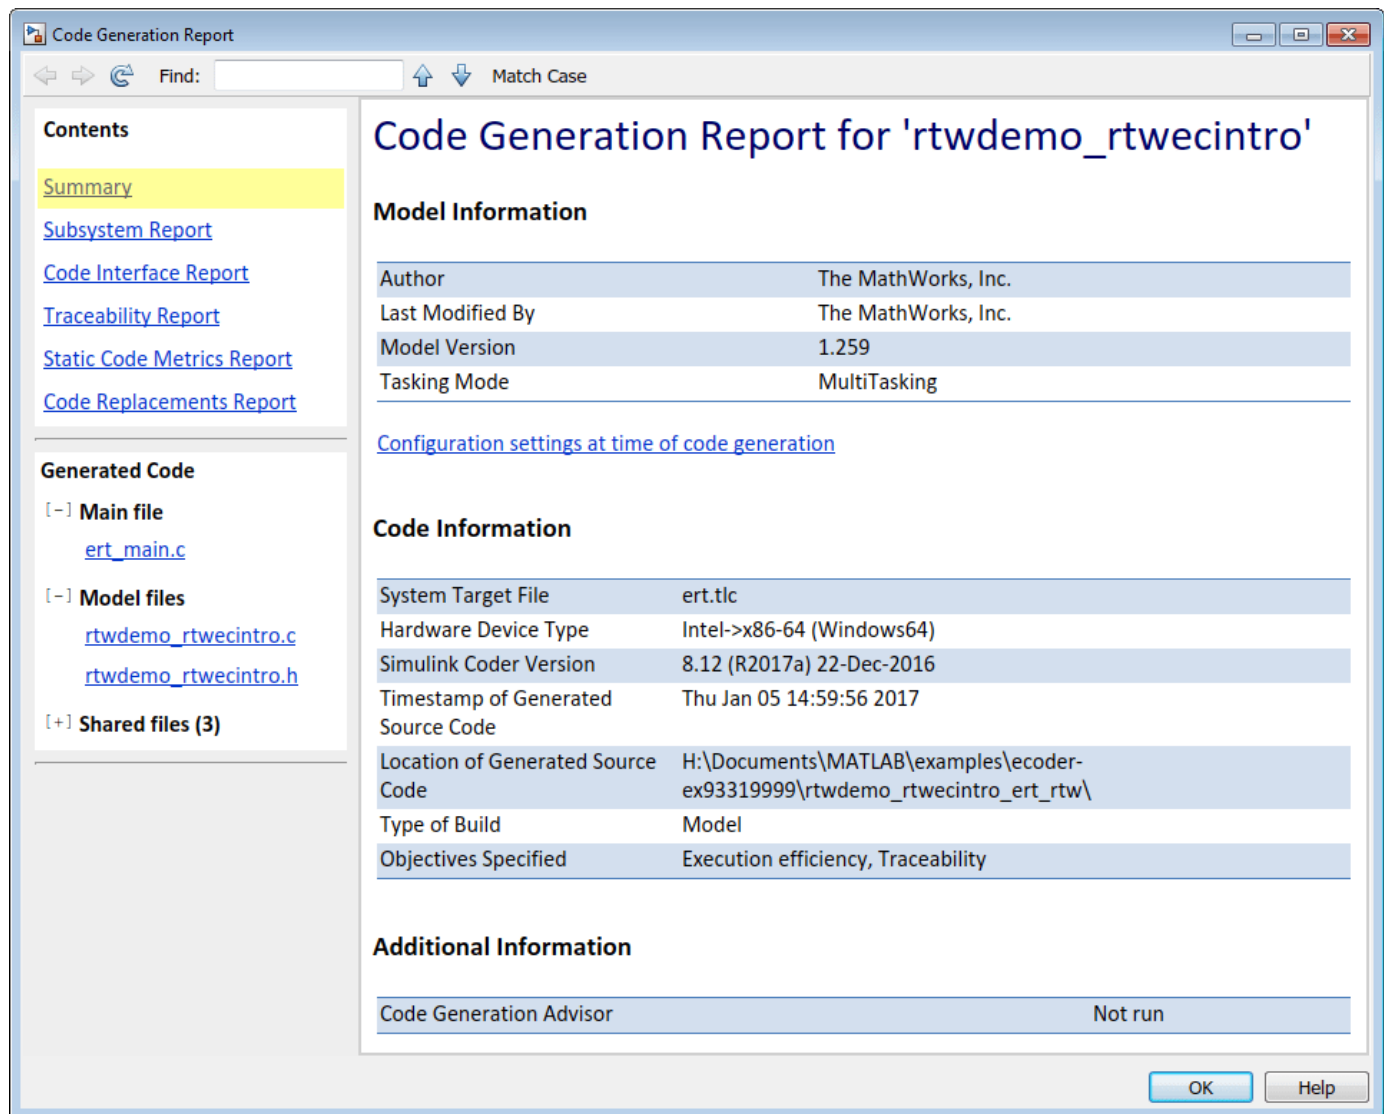 Code Generation Report
Find:
Match Case
Contents
Summary
Subsystem Report
Code Interface Report
Traceability Report
Static Code Metrics Report
Code Replacements Report
Generated Code
[-] Main file
ert_main.c
[-] Model files
rtwdemo_rtwecintro.c
rtwdemo_rtwecintro.h
[+] Shared files (3)
Code Generation Report for 'rtwdemo_rtwecintro'
Model Information
Author The MathWorks, Inc.
Last Modified By The MathWorks, Inc.
Model Version 1.259
Tasking Mode MultiTasking
Configuration settings at time of code generation
Code Information
System Target File ert.tlc
Hardware Device Type Intel->x86-64 (Windows64)
Simulink Coder Version 8.12 (R2017a) 22-Dec-2016
Timestamp of Generated Thu Jan 05 14:59:56 2017
Source Code
Location of Generated Source H:\Documents\MATLAB\examples\ecoder-
Code ex93319999\rtwdemo_rtwecintro_ert_rtw\
Type of Build Model
Objectives Specified Execution efficiency, Traceability
Additional Information
Code Generation Advisor Not run
OK Help